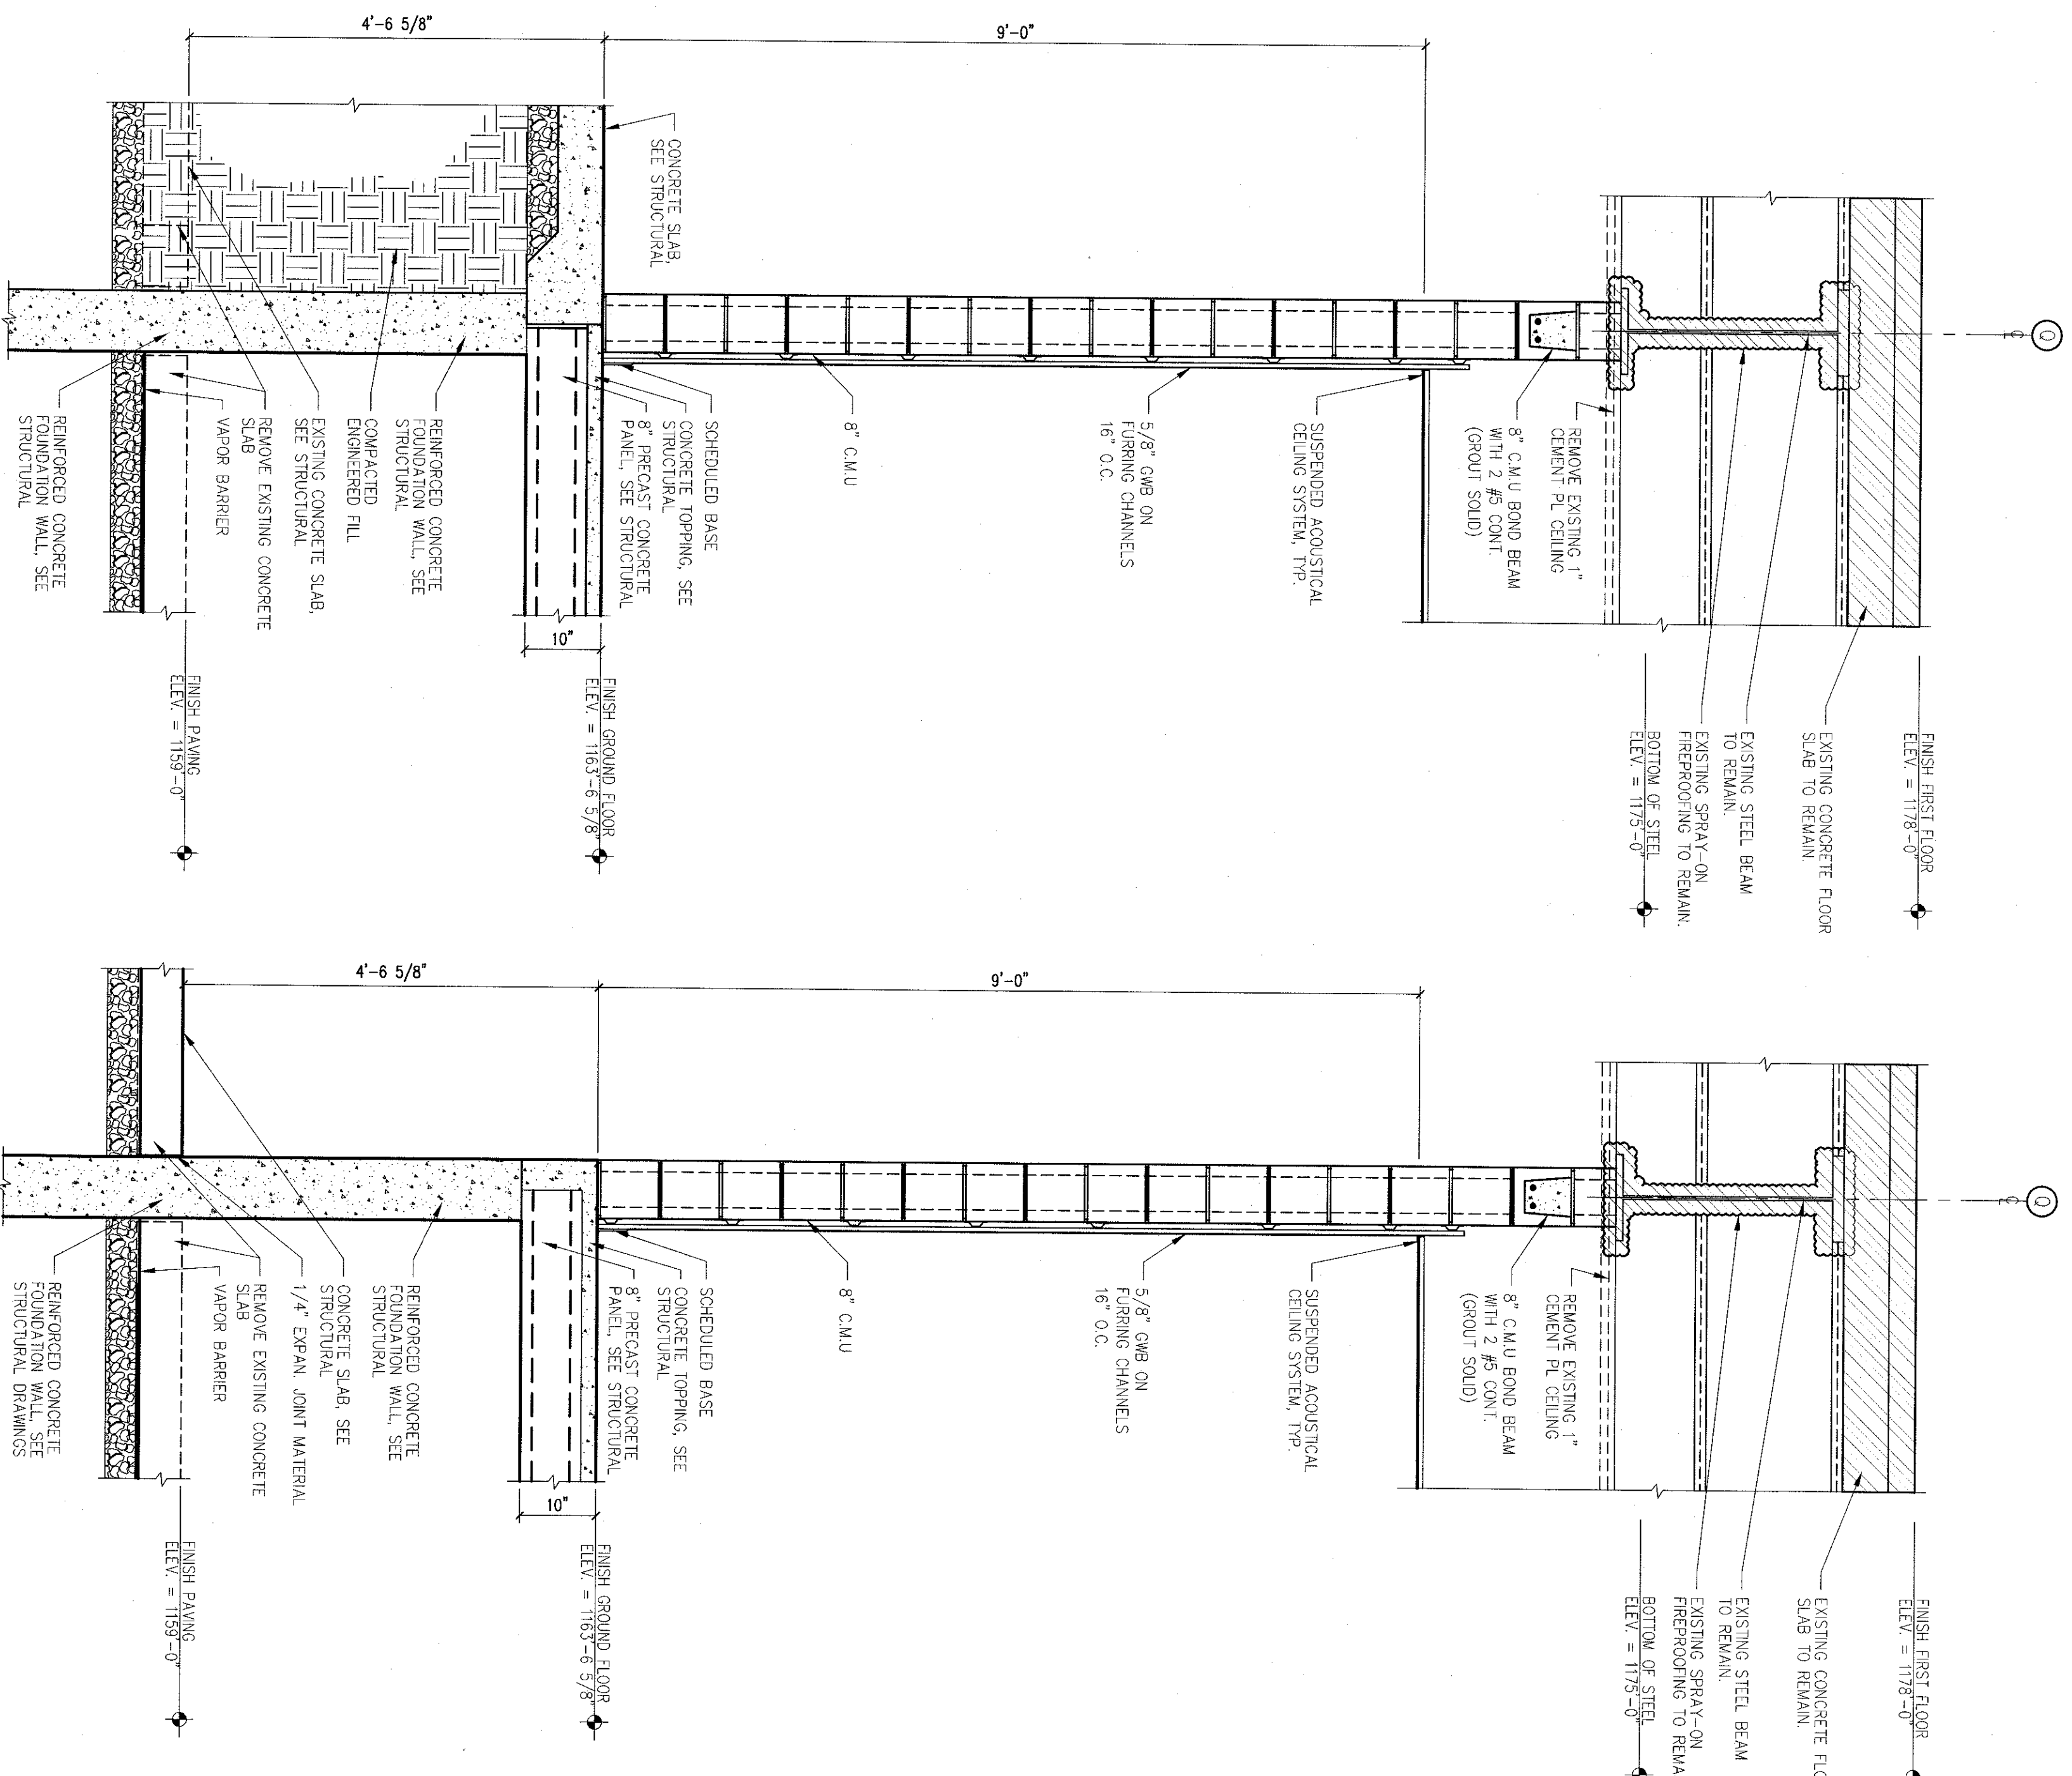 Q
℄
FINISH FIRST FLOOR
ELEV. = 1178'-0"
EXISTING CONCRETE FLOOR
SLAB TO REMAIN.
EXISTING STEEL BEAM
TO REMAIN.
EXISTING SPRAY-ON
FIREPROOFING TO REMAIN.
BOTTOM OF STEEL
ELEV. = 1175'-0"
REMOVE EXISTING 1"
CEMENT PL CEILING
8" C.M.U BOND BEAM
WITH 2 #5 CONT.
(GROUT SOLID)
SUSPENDED ACOUSTICAL
CEILING SYSTEM, TYP.
5/8" GWB ON
FURRING CHANNELS
16" O.C.
9'-0"
8" C.M.U
CONCRETE SLAB,
SEE STRUCTURAL
SCHEDULED BASE
CONCRETE TOPPING, SEE
STRUCTURAL
8" PRECAST CONCRETE
PANEL, SEE STRUCTURAL
FINISH GROUND FLOOR
ELEV. = 1163'-6 5/8"
10"
4'-6 5/8"
REINFORCED CONCRETE
FOUNDATION WALL, SEE
STRUCTURAL
COMPACTED
ENGINEERED FILL
EXISTING CONCRETE SLAB,
SEE STRUCTURAL
REMOVE EXISTING CONCRETE
SLAB
VAPOR BARRIER
FINISH PAVING
ELEV. = 1159'-0"
REINFORCED CONCRETE
FOUNDATION WALL, SEE
STRUCTURAL
Q
℄
FINISH FIRST FLOOR
ELEV. = 1178'-0"
EXISTING CONCRETE FLO
SLAB TO REMAIN.
EXISTING STEEL BEAM
TO REMAIN.
EXISTING SPRAY-ON
FIREPROOFING TO REMA
BOTTOM OF STEEL
ELEV. = 1175'-0"
REMOVE EXISTING 1"
CEMENT PL CEILING
8" C.M.U BOND BEAM
WITH 2 #5 CONT.
(GROUT SOLID)
SUSPENDED ACOUSTICAL
CEILING SYSTEM, TYP.
5/8" GWB ON
FURRING CHANNELS
16" O.C.
9'-0"
8" C.M.U
SCHEDULED BASE
CONCRETE TOPPING, SEE
STRUCTURAL
8" PRECAST CONCRETE
PANEL, SEE STRUCTURAL
FINISH GROUND FLOOR
ELEV. = 1163'-6 5/8"
10"
4'-6 5/8"
REINFORCED CONCRETE
FOUNDATION WALL, SEE
STRUCTURAL
CONCRETE SLAB, SEE
STRUCTURAL
1/4" EXPAN. JOINT MATERIAL
REMOVE EXISTING CONCRETE
SLAB
VAPOR BARRIER
FINISH PAVING
ELEV. = 1159'-0"
REINFORCED CONCRETE
FOUNDATION WALL, SEE
STRUCTURAL DRAWINGS